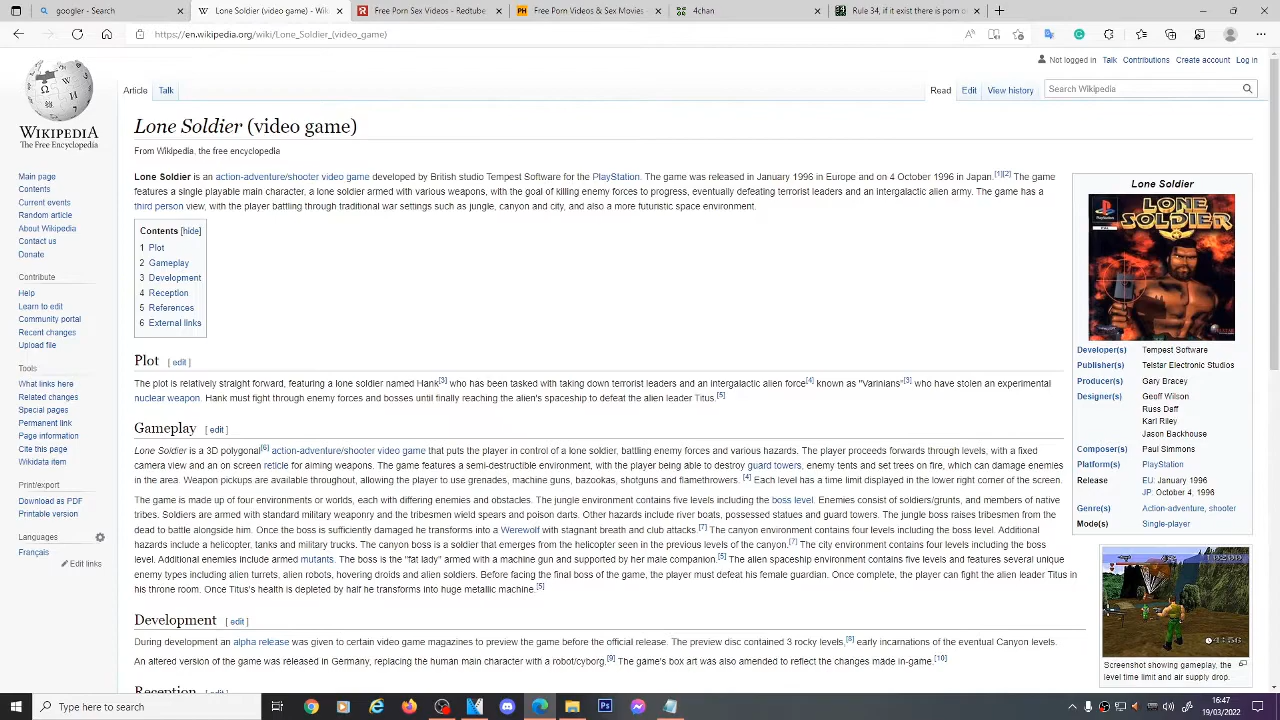 googler - Search
Lone Soldier (video game) - Wik
Free Porn Sex Videos - Redtube
Free Porn Videos & Sex Movies -
4chan
Rule 34, if it exist there is porn o
https://en.wikipedia.org/wiki/Lone_Soldier_(video_game)
Not logged in Talk Contributions Create account Log in
Article Talk
Read Edit View history Search Wikipedia
WIKIPEDIA
The Free Encyclopedia
Main page
Contents
Current events
Random article
About Wikipedia
Contact us
Donate
Contribute
Help
Learn to edit
Community portal
Recent changes
Upload file
Tools
What links here
Related changes
Special pages
Permanent link
Page information
Cite this page
Wikidata item
Print/export
Download as PDF
Printable version
Languages
Français
Edit links
Lone Soldier (video game)
From Wikipedia, the free encyclopedia
Lone Soldier is an action-adventure/shooter video game developed by British studio Tempest Software for the PlayStation. The game was released in January 1998 in Europe and on 4 October 1996 in Japan.[1][2] The game
features a single playable main character, a lone soldier armed with various weapons, with the goal of killing enemy forces to progress, eventually defeating terrorist leaders and an intergalactic alien army. The game has a
third person view, with the player battling through traditional war settings such as jungle, canyon and city, and also a more futuristic space environment.
Contents [hide]
1 Plot
2 Gameplay
3 Development
4 Reception
5 References
6 External links
Plot [ edit ]
The plot is relatively straight forward, featuring a lone soldier named Hank[3] who has been tasked with taking down terrorist leaders and an intergalactic alien force[4] known as "Varinians"[3] who have stolen an experimental
nuclear weapon. Hank must fight through enemy forces and bosses until finally reaching the alien's spaceship to defeat the alien leader Titus.[5]
Gameplay [ edit ]
Lone Soldier is a 3D polygonal[6] action-adventure/shooter video game that puts the player in control of a lone soldier, battling enemy forces and various hazards. The player proceeds forward through levels, with a fixed
camera view and an on screen reticle for aiming weapons. The game features a semi-destructible environment, with the player being able to destroy guard towers, enemy tents and set trees on fire, which can damage enemies
in the area. Weapon pickups are available throughout, allowing the player to use grenades, machine guns, bazookas, shotguns and flamethrowers. [4] Each level has a time limit displayed in the lower right corner of the screen.
The game is made up of four environments or worlds, each with differing enemies and obstacles. The jungle environment contains five levels including the boss level. Enemies consist of soldiers/grunts, and members of native
tribes. Soldiers are armed with standard military weaponry and the tribesmen wield spears and poison darts. Other hazards include river boats, possessed statues and guard towers. The jungle boss raises tribesmen from the
dead to battle alongside him. Once the boss is sufficiently damaged he transforms into a Werewolf with stagnant breath and club attacks.[7] The canyon environment contains four levels including the boss level. Additional
hazards include a helicopter, tanks and military trucks. The canyon boss is a soldier that emerges from the helicopter seen in the previous levels of the canyon.[7] The city environment contains four levels including the boss
level. Additional enemies include armed mutants. The boss is the "fat lady" armed with a machine gun and supported by her male companion.[5] The alien spaceship environment contains five levels and features several unique
enemy types including alien turrets, alien robots, hovering droids and alien soldiers. Before facing the final boss of the game, the player must defeat his female guardian. Once complete, the player can fight the alien leader Titus in
his throne room. Once Titus's health is depleted by half he transforms into huge metallic machine.[5]
Development [ edit ]
During development an alpha release was given to certain video game magazines to preview the game before the official release. The preview disc contained 3 rocky levels,[8] early incarnations of the eventual Canyon levels.
An altered version of the game was released in Germany, replacing the human main character with a robot/cyborg.[9] The game's box art was also amended to reflect the changes made in-game.[10]
Reception [ edit ]
Lone Soldier
LONE
SOLDIER
Developer(s) Tempest Software
Publisher(s) Telstar Electronic Studios
Producer(s) Gary Bracey
Designer(s) Geoff Wilson
Russ Daff
Karl Riley
Jason Backhouse
Composer(s) Paul Simmons
Platform(s) PlayStation
Release EU: January 1996
JP: October 4, 1996
Genre(s) Action-adventure, shooter
Mode(s) Single-player
Screenshot showing gameplay, the
level time limit and air supply drop.
Type here to search
ENG
16:47
19/03/2022